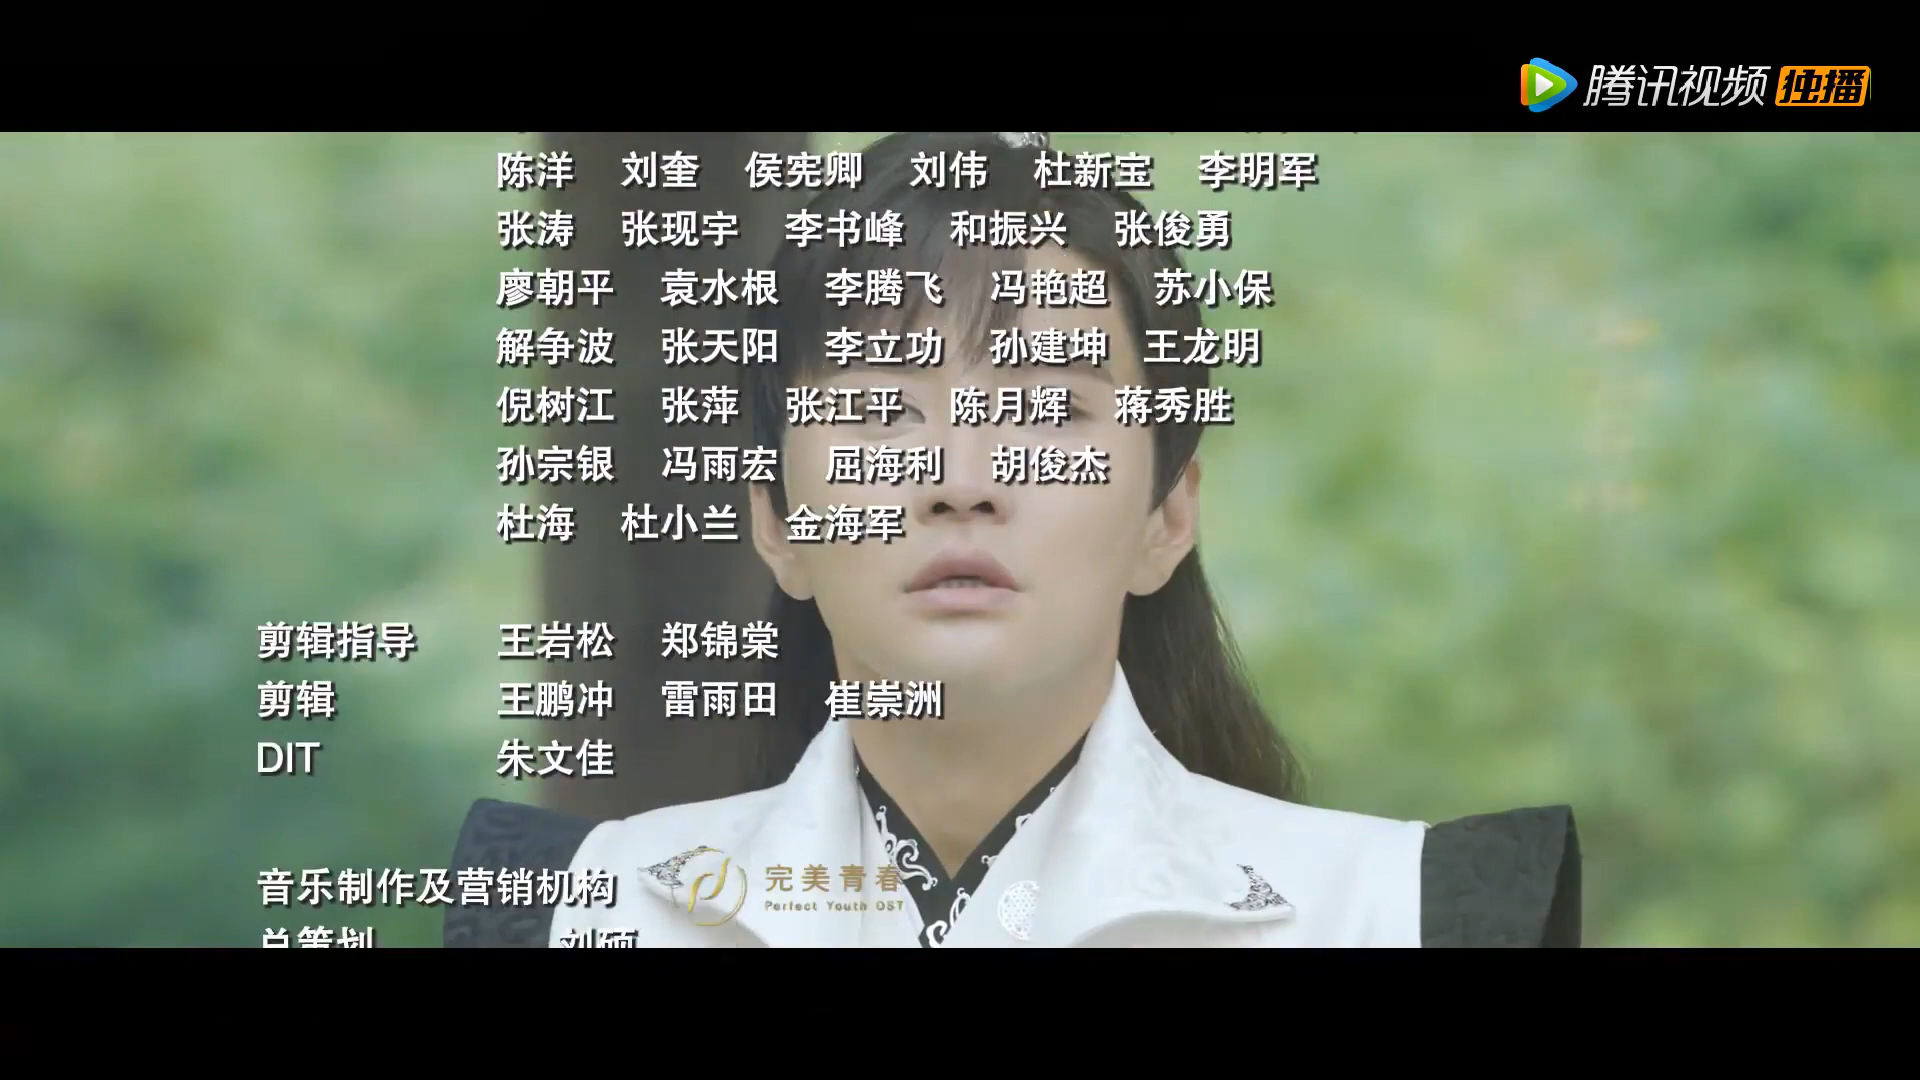 腾讯视频 独播
陈洋 刘奎 侯宪卿 刘伟 杜新宝 李明军
张涛 张现宇 李书峰 和振兴 张俊勇
廖朝平 袁水根 李腾飞 冯艳超 苏小保
解争波 张天阳 李立功 孙建坤 王龙明
倪树江 张萍 张江平 陈月辉 蒋秀胜
孙宗银 冯雨宏 屈海利 胡俊杰
杜海 杜小兰 金海军
剪辑指导 王岩松 郑锦棠
剪辑 王鹏冲 雷雨田 崔崇洲
DIT 朱文佳
音乐制作及营销机构 完美青春
Perfect Youth OST
总策划 刘硕